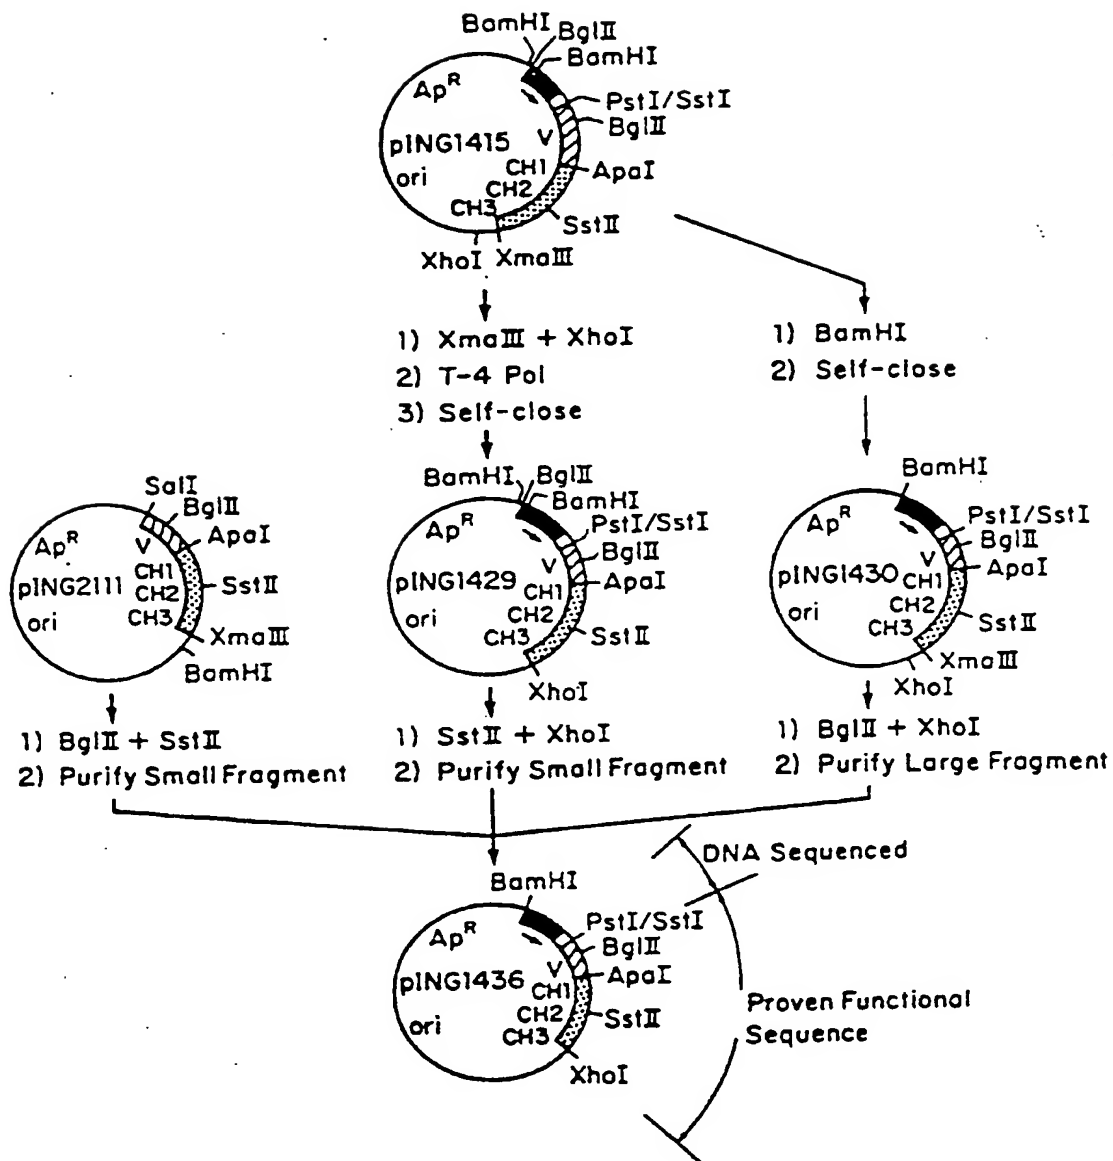 BamHI
BglII
BamHI
Ap^R
PstI/SstI
BglII
pING1415
V
ori
CH1
ApaI
CH2
CH3
SstII
XhoI XmaIII
1) XmaIII + XhoI
2) T-4 Pol
3) Self-close
1) BamHI
2) Self-close
SalI
BglII
ApaI
Ap^R
V
pING2111
CH1
SstII
CH2
ori
CH3
XmaIII
BamHI
BamHI
BglII
BamHI
Ap^R
PstI/SstI
BglII
V
pING1429
ApaI
CH1
ori
CH2
CH3
SstII
XhoI
BamHI
Ap^R
PstI/SstI
BglII
V
ApaI
pING1430
CH1
ori
CH2
SstII
CH3
XmaIII
XhoI
1) BglII + SstII
2) Purify Small Fragment
1) SstII + XhoI
2) Purify Small Fragment
1) BglII + XhoI
2) Purify Large Fragment
DNA Sequenced
BamHI
Ap^R
PstI/SstI
BglII
V
ApaI
pING1436
CH1
ori
CH2
SstII
CH3
XhoI
Proven Functional
Sequence